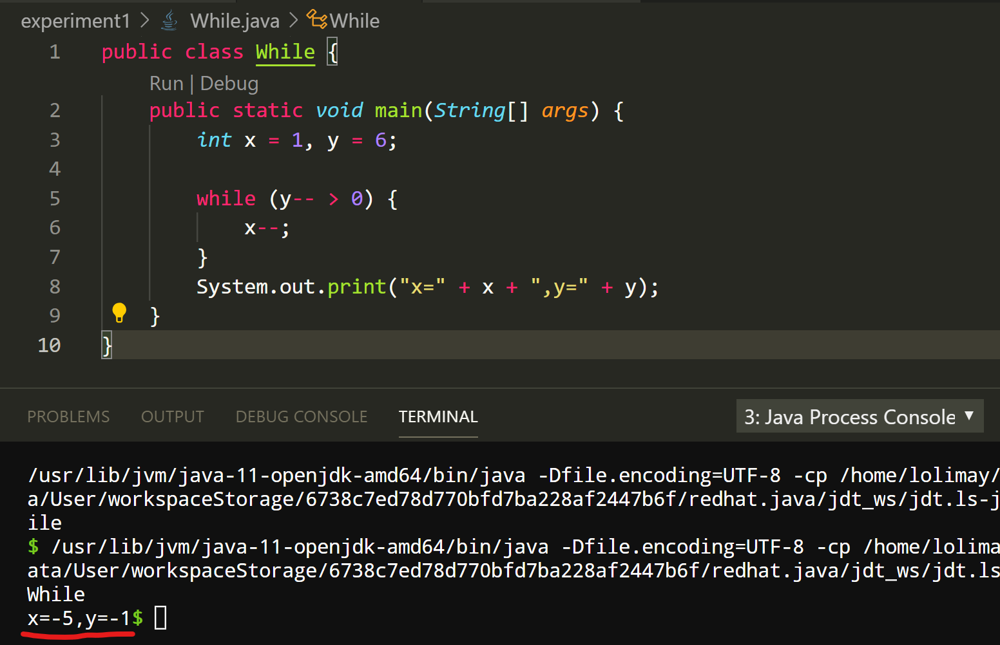 experiment1 > While.java > While
1 public class While {
Run | Debug
2 public static void main(String[] args) {
3 int x = 1, y = 6;
4
5 while (y-- > 0) {
6 x--;
7 }
8 System.out.print("x=" + x + ",y=" + y);
9 }
10 }
PROBLEMS OUTPUT DEBUG CONSOLE TERMINAL 3: Java Process Console
/usr/lib/jvm/java-11-openjdk-amd64/bin/java -Dfile.encoding=UTF-8 -cp /home/lolimay/
a/User/workspaceStorage/6738c7ed78d770bfd7ba228af2447b6f/redhat.java/jdt_ws/jdt.ls-j
ile
$ /usr/lib/jvm/java-11-openjdk-amd64/bin/java -Dfile.encoding=UTF-8 -cp /home/lolima
ata/User/workspaceStorage/6738c7ed78d770bfd7ba228af2447b6f/redhat.java/jdt_ws/jdt.ls
While
x=-5,y=-1$